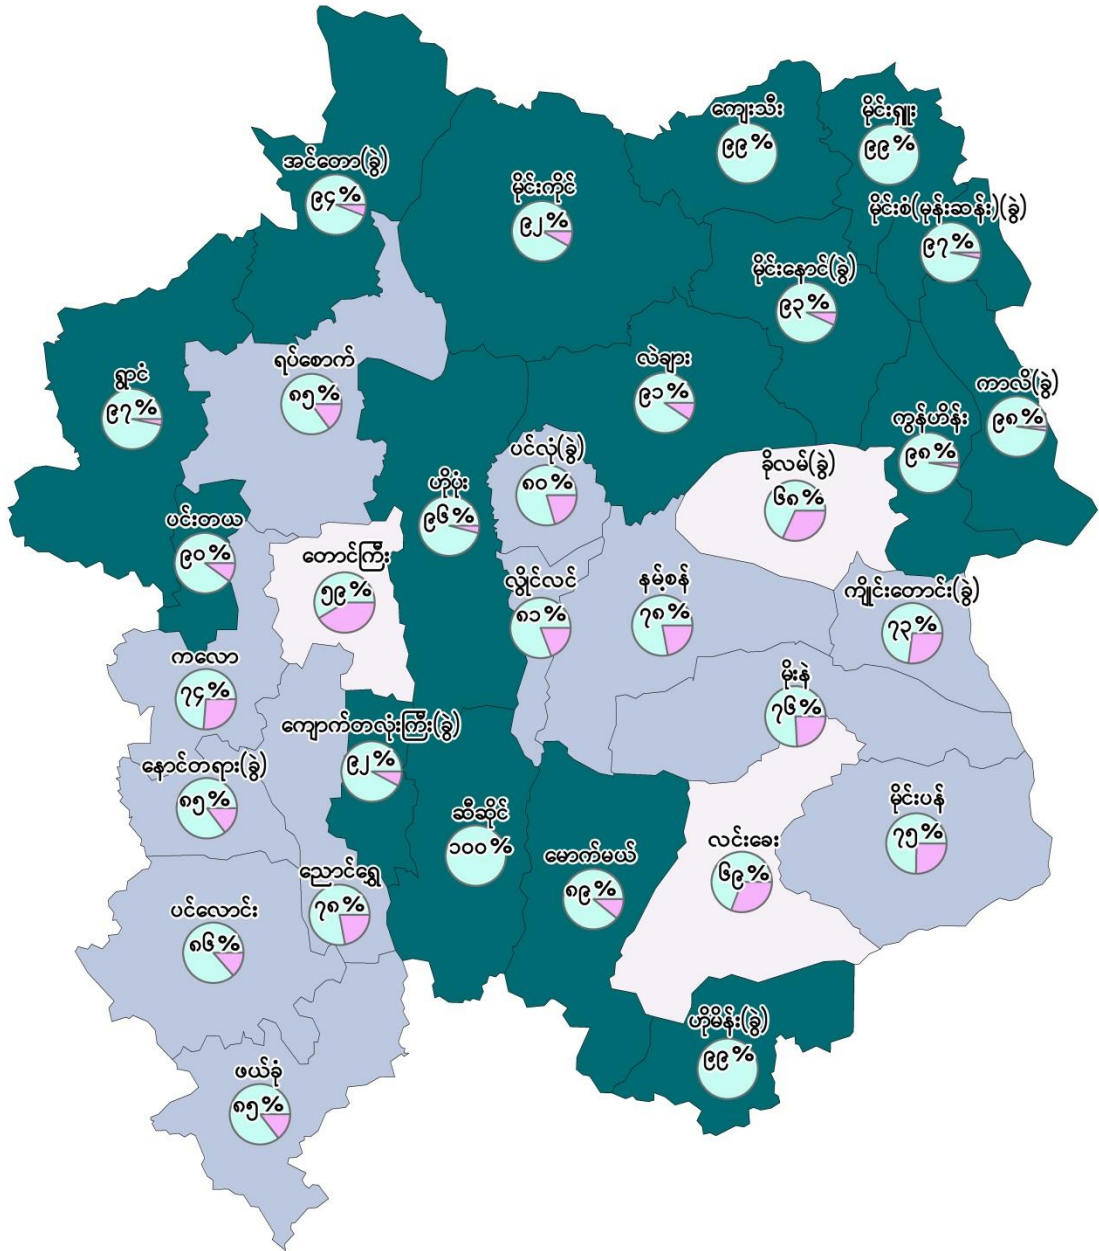 ကျေးသီး
၉၉%
မိုင်းရှူး
၉၉%
အင်တော(ခွဲ)
၉၄%
မိုင်းကိုင်
၉၂%
မိုင်းစံ(မုန်းဆန်း)(ခွဲ)
၉၇%
မိုင်းနောင်(ခွဲ)
၉၃%
ရပ်စောက်
၈၅%
လဲချား
၉၁%
ရွာငံ
၉၇%
ကာလိ(ခွဲ)
၉၈%
ကွန်ဟိန်း
၉၈%
ပင်လုံ(ခွဲ)
၈၀%
ခိုလမ်(ခွဲ)
၆၈%
ဟိုပုံး
၉၆%
ပင်းတယ
၉၀%
တောင်ကြီး
၅၉%
လွိုင်လင်
၈၁%
နမ့်စန်
၇၈%
ကျိုင်းတောင်း(ခွဲ)
၇၃%
ကလော
၇၄%
မိုးနဲ
၇၆%
ကျောက်တလုံးကြီး(ခွဲ)
၉၂%
နောင်တရား(ခွဲ)
၈၅%
မိုင်းပန်
၇၅%
ဆီဆိုင်
၁၀၀%
လင်းခေး
၆၉%
မောက်မယ်
၈၉%
ညောင်ရွှေ
၇၈%
ပင်လောင်း
၈၆%
ဟိုမိန်း(ခွဲ)
၉၉%
ဖယ်ခုံ
၈၅%